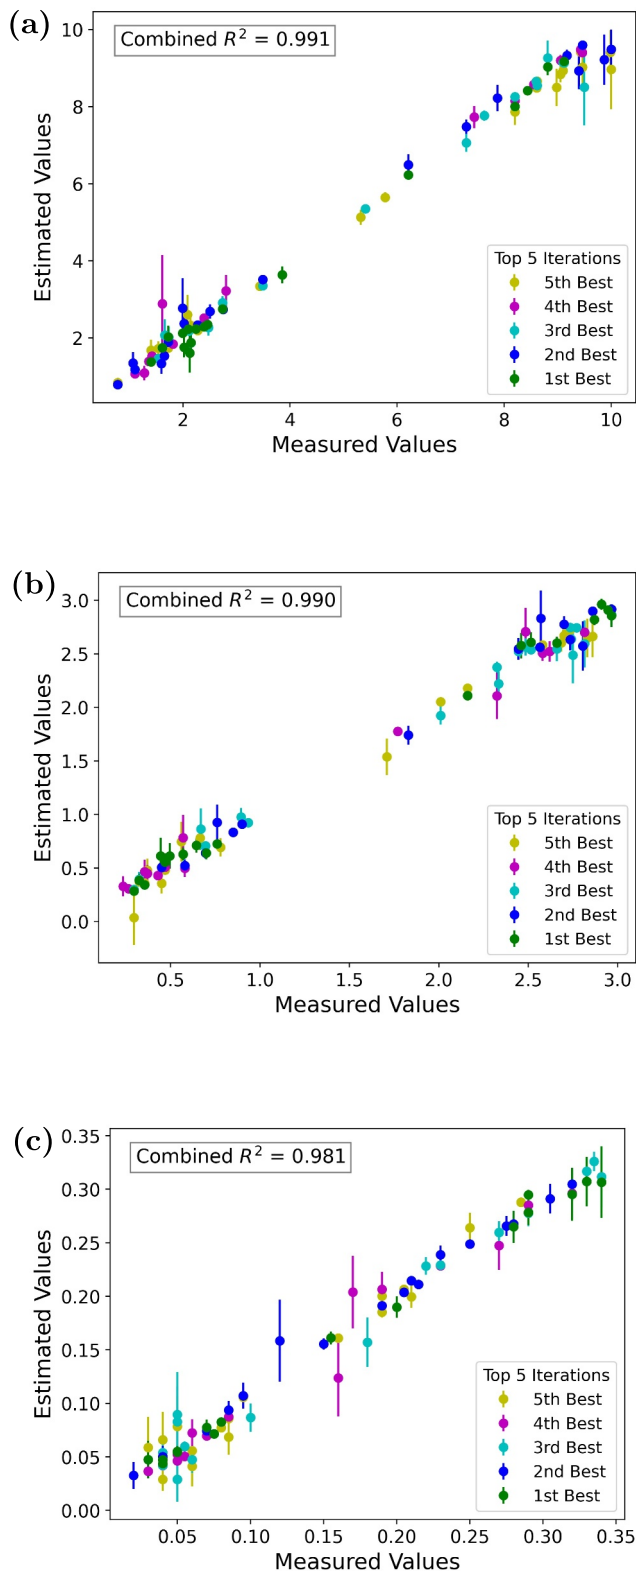 (a)
Combined R² = 0.991
10
8
6
4
2
Estimated Values
Top 5 Iterations
5th Best
4th Best
3rd Best
2nd Best
1st Best
2 4 6 8 10
Measured Values
(b)
Combined R² = 0.990
3.0
2.5
2.0
1.5
1.0
0.5
0.0
Estimated Values
Top 5 Iterations
5th Best
4th Best
3rd Best
2nd Best
1st Best
0.5 1.0 1.5 2.0 2.5 3.0
Measured Values
(c)
Combined R² = 0.981
0.35
0.30
0.25
0.20
0.15
0.10
0.05
0.00
Estimated Values
Top 5 Iterations
5th Best
4th Best
3rd Best
2nd Best
1st Best
0.05 0.10 0.15 0.20 0.25 0.30 0.35
Measured Values